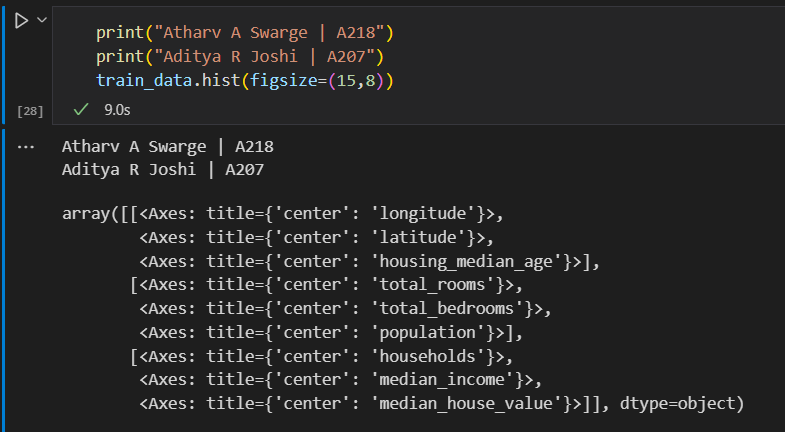 print("Atharv A Swarge | A218")
print("Aditya R Joshi | A207")
train_data.hist(figsize=(15,8))
[28]
9.0s
...
Atharv A Swarge | A218
Aditya R Joshi | A207
array([[<Axes: title={'center': 'longitude'}>,
<Axes: title={'center': 'latitude'}>,
<Axes: title={'center': 'housing_median_age'}>],
[<Axes: title={'center': 'total_rooms'}>,
<Axes: title={'center': 'total_bedrooms'}>,
<Axes: title={'center': 'population'}>],
[<Axes: title={'center': 'households'}>,
<Axes: title={'center': 'median_income'}>,
<Axes: title={'center': 'median_house_value'}>]], dtype=object)